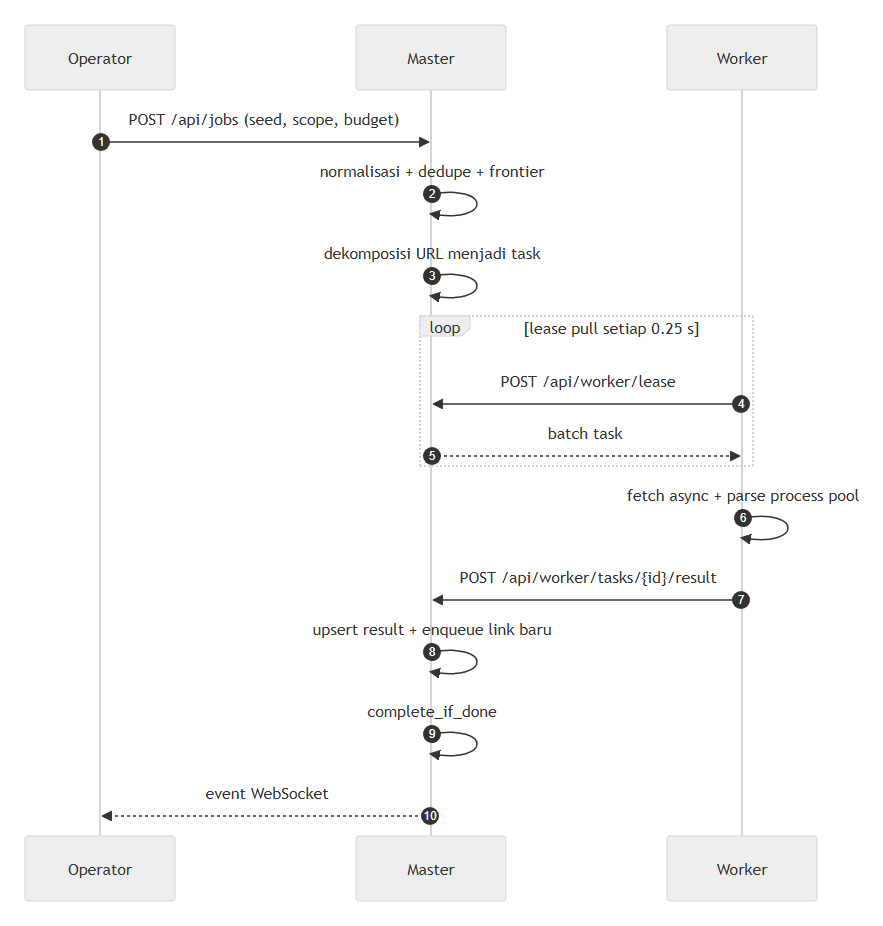 Operator
Master
Worker
POST /api/jobs (seed, scope, budget)
1
normalisasi + dedupe + frontier
2
dekomposisi URL menjadi task
3
loop
[lease pull setiap 0.25 s]
POST /api/worker/lease
4
batch task
5
fetch async + parse process pool
6
POST /api/worker/tasks/{id}/result
7
upsert result + enqueue link baru
8
complete_if_done
9
event WebSocket
10
Operator
Master
Worker